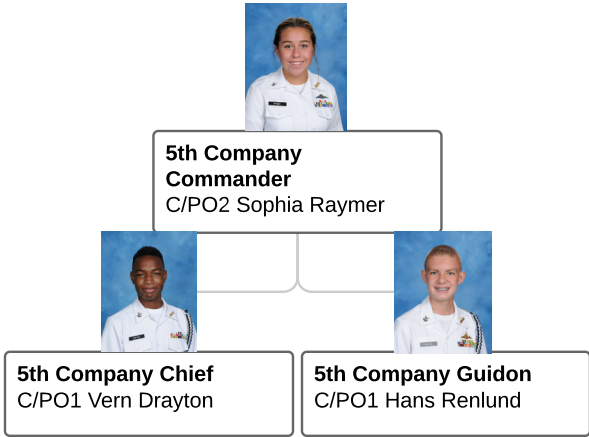 5th Company
Commander
C/PO2 Sophia Raymer
5th Company Chief
C/PO1 Vern Drayton
5th Company Guidon
C/PO1 Hans Renlund